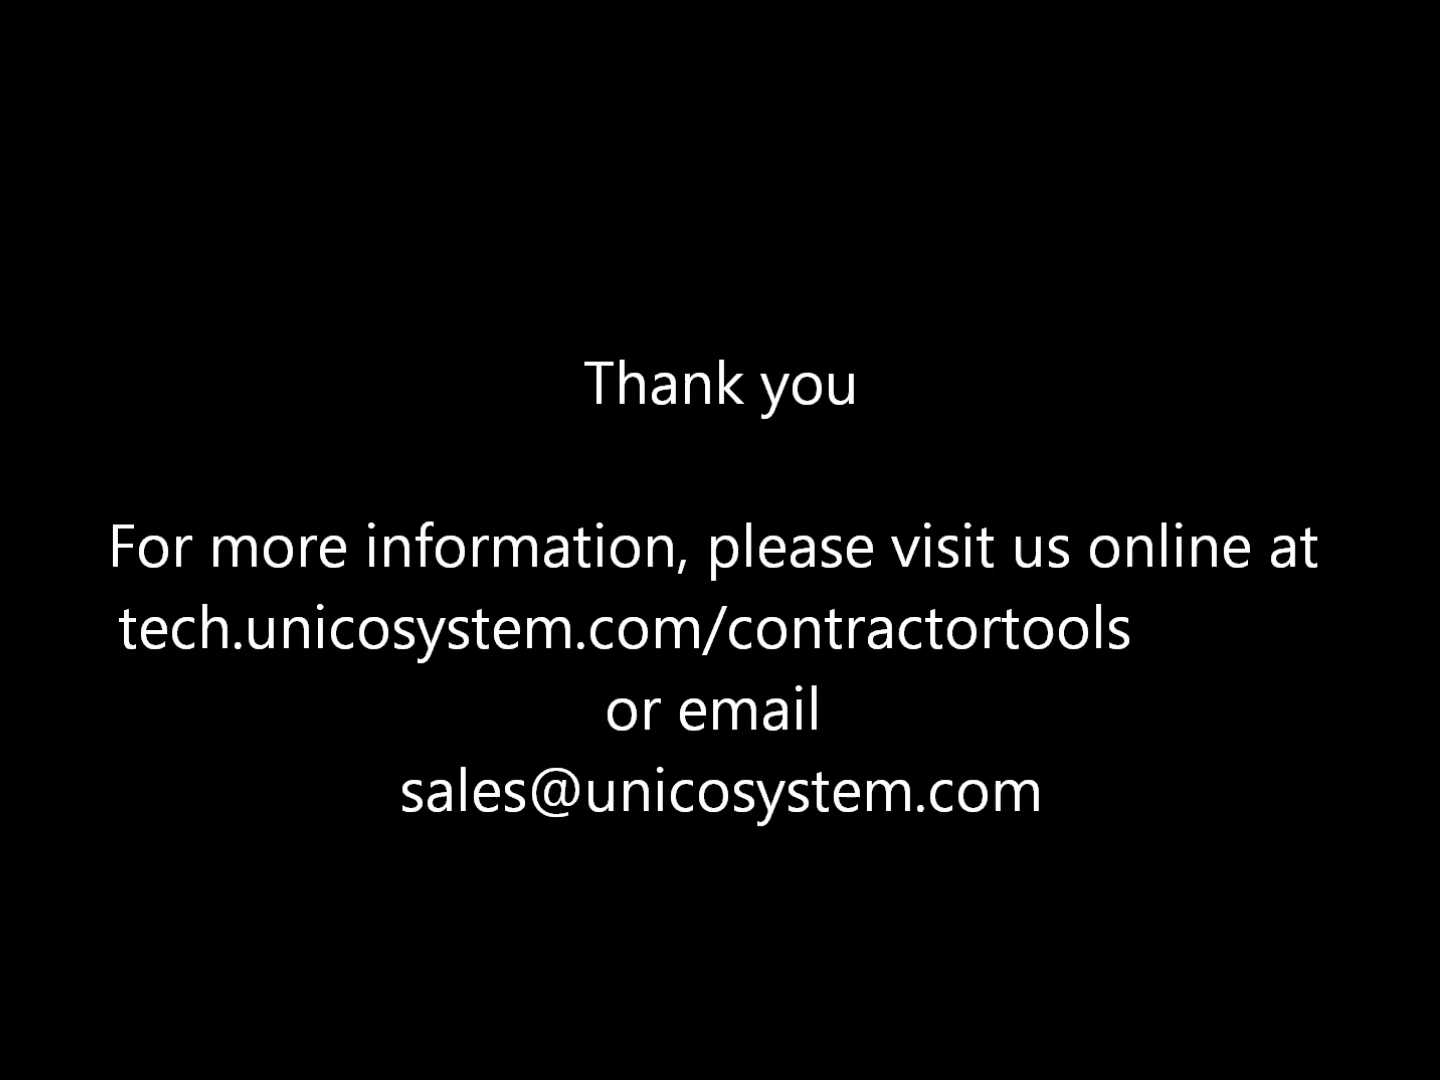 Thank you
For more information, please visit us online at
tech.unicosystem.com/contractortools
or email
sales@unicosystem.com